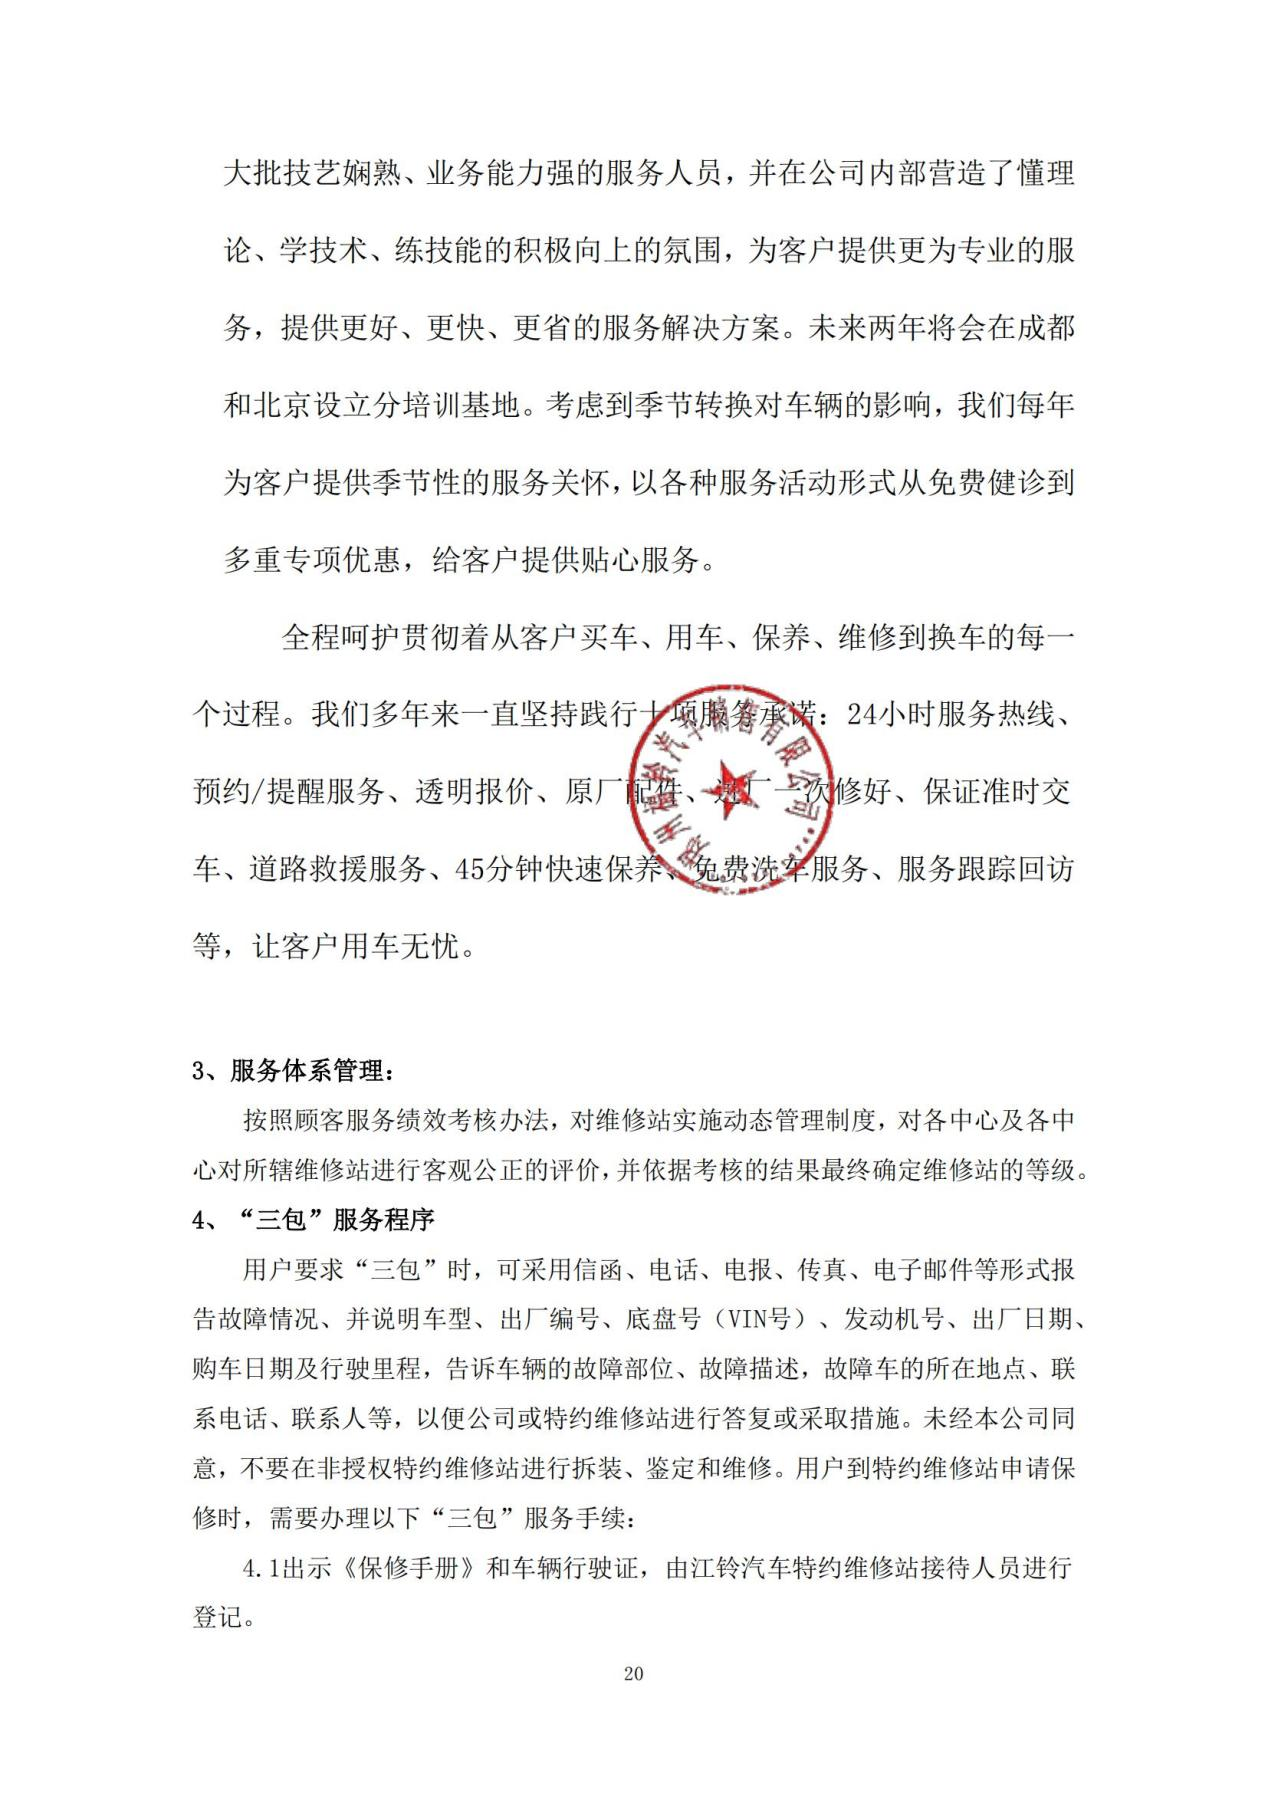 大批技艺娴熟、业务能力强的服务人员，并在公司内部营造了懂理
论、学技术、练技能的积极向上的氛围，为客户提供更为专业的服
务，提供更好、更快、更省的服务解决方案。未来两年将会在成都
和北京设立分培训基地。考虑到季节转换对车辆的影响，我们每年
为客户提供季节性的服务关怀，以各种服务活动形式从免费健诊到
多重专项优惠，给客户提供贴心服务。
全程呵护贯彻着从客户买车、用车、保养、维修到换车的每一
个过程。我们多年来一直坚持践行十项服务承诺：24小时服务热线、
预约/提醒服务、透明报价、原厂配件、进厂一次修好、保证准时交
车、道路救援服务、45分钟快速保养、免费洗车服务、服务跟踪回访
等，让客户用车无忧。
郑州福铃汽车销售有限公司
3、服务体系管理：
按照顾客服务绩效考核办法，对维修站实施动态管理制度，对各中心及各中
心对所辖维修站进行客观公正的评价，并依据考核的结果最终确定维修站的等级。
4、“三包”服务程序
用户要求“三包”时，可采用信函、电话、电报、传真、电子邮件等形式报
告故障情况、并说明车型、出厂编号、底盘号（VIN号）、发动机号、出厂日期、
购车日期及行驶里程，告诉车辆的故障部位、故障描述，故障车的所在地点、联
系电话、联系人等，以便公司或特约维修站进行答复或采取措施。未经本公司同
意，不要在非授权特约维修站进行拆装、鉴定和维修。用户到特约维修站申请保
修时，需要办理以下“三包”服务手续：
4.1出示《保修手册》和车辆行驶证，由江铃汽车特约维修站接待人员进行
登记。
20